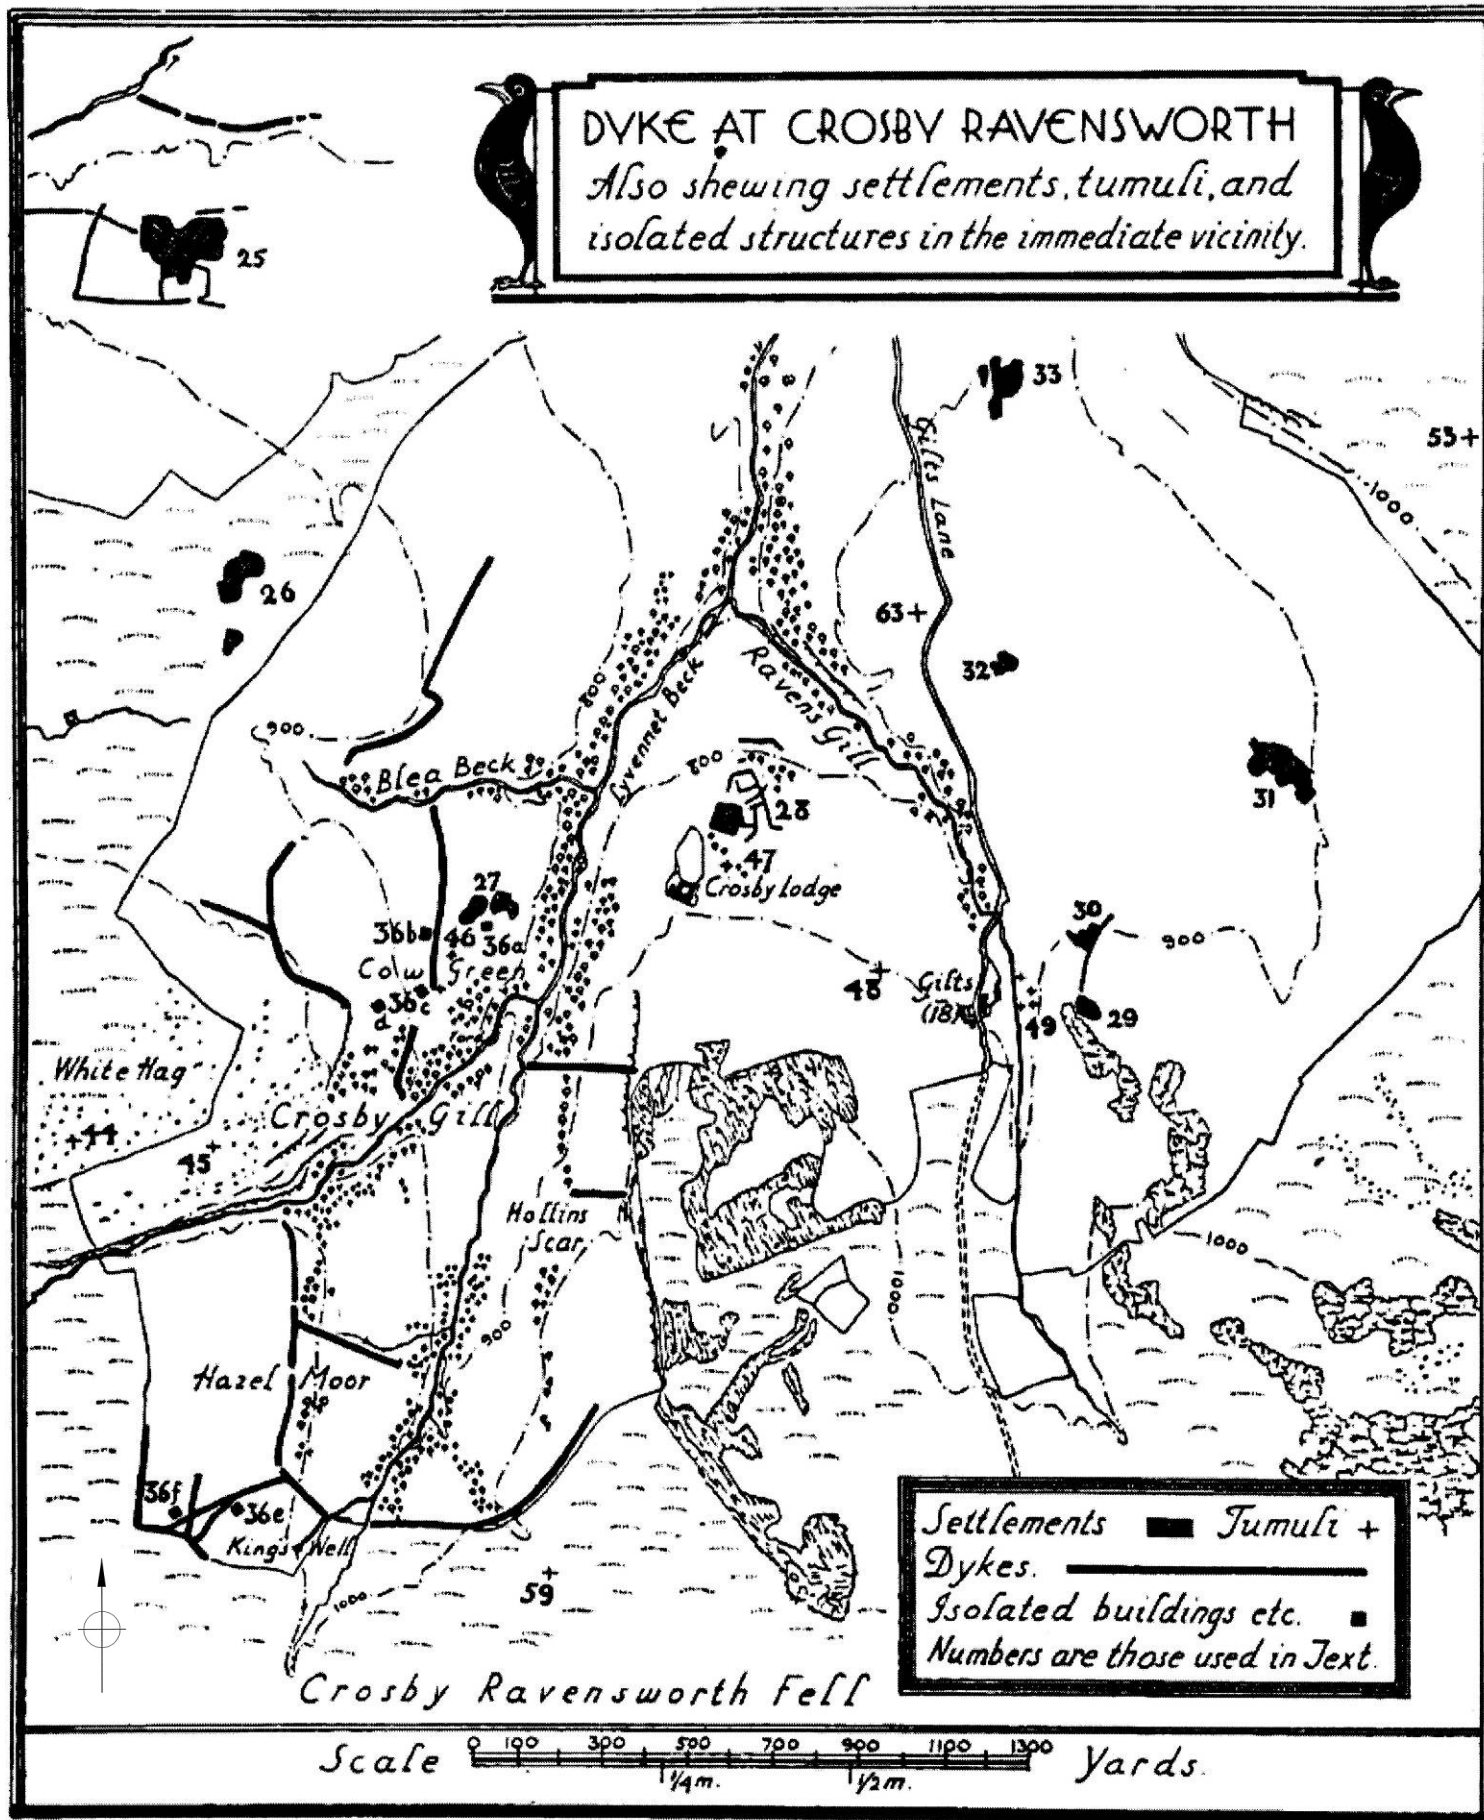 DYKE AT CROSBY RAVENSWORTH
Also shewing settlements, tumuli, and
isolated structures in the immediate vicinity.
25
33
Gilts Lane
53
1000
26
63
32
800
Lyvennet Beck
Ravens Gill
900
Blea Beck
800
28
31
47
Crosby Lodge
27
36b
46
36a
30
900
Cow Green
48
Gilts
49
29
36c
d
White Hag
Crosby Gill
44
45
Hollins
Scar
1000
1000
900
Hazel Moor
36f
36e
Kings Well
59
1000
Crosby Ravensworth Fell
Settlements Tumuli +
Dykes.
Isolated buildings etc.
Numbers are those used in Text.
Scale 0 100 300 500 700 900 1100 1300 Yards.
1/4m. 1/2m.